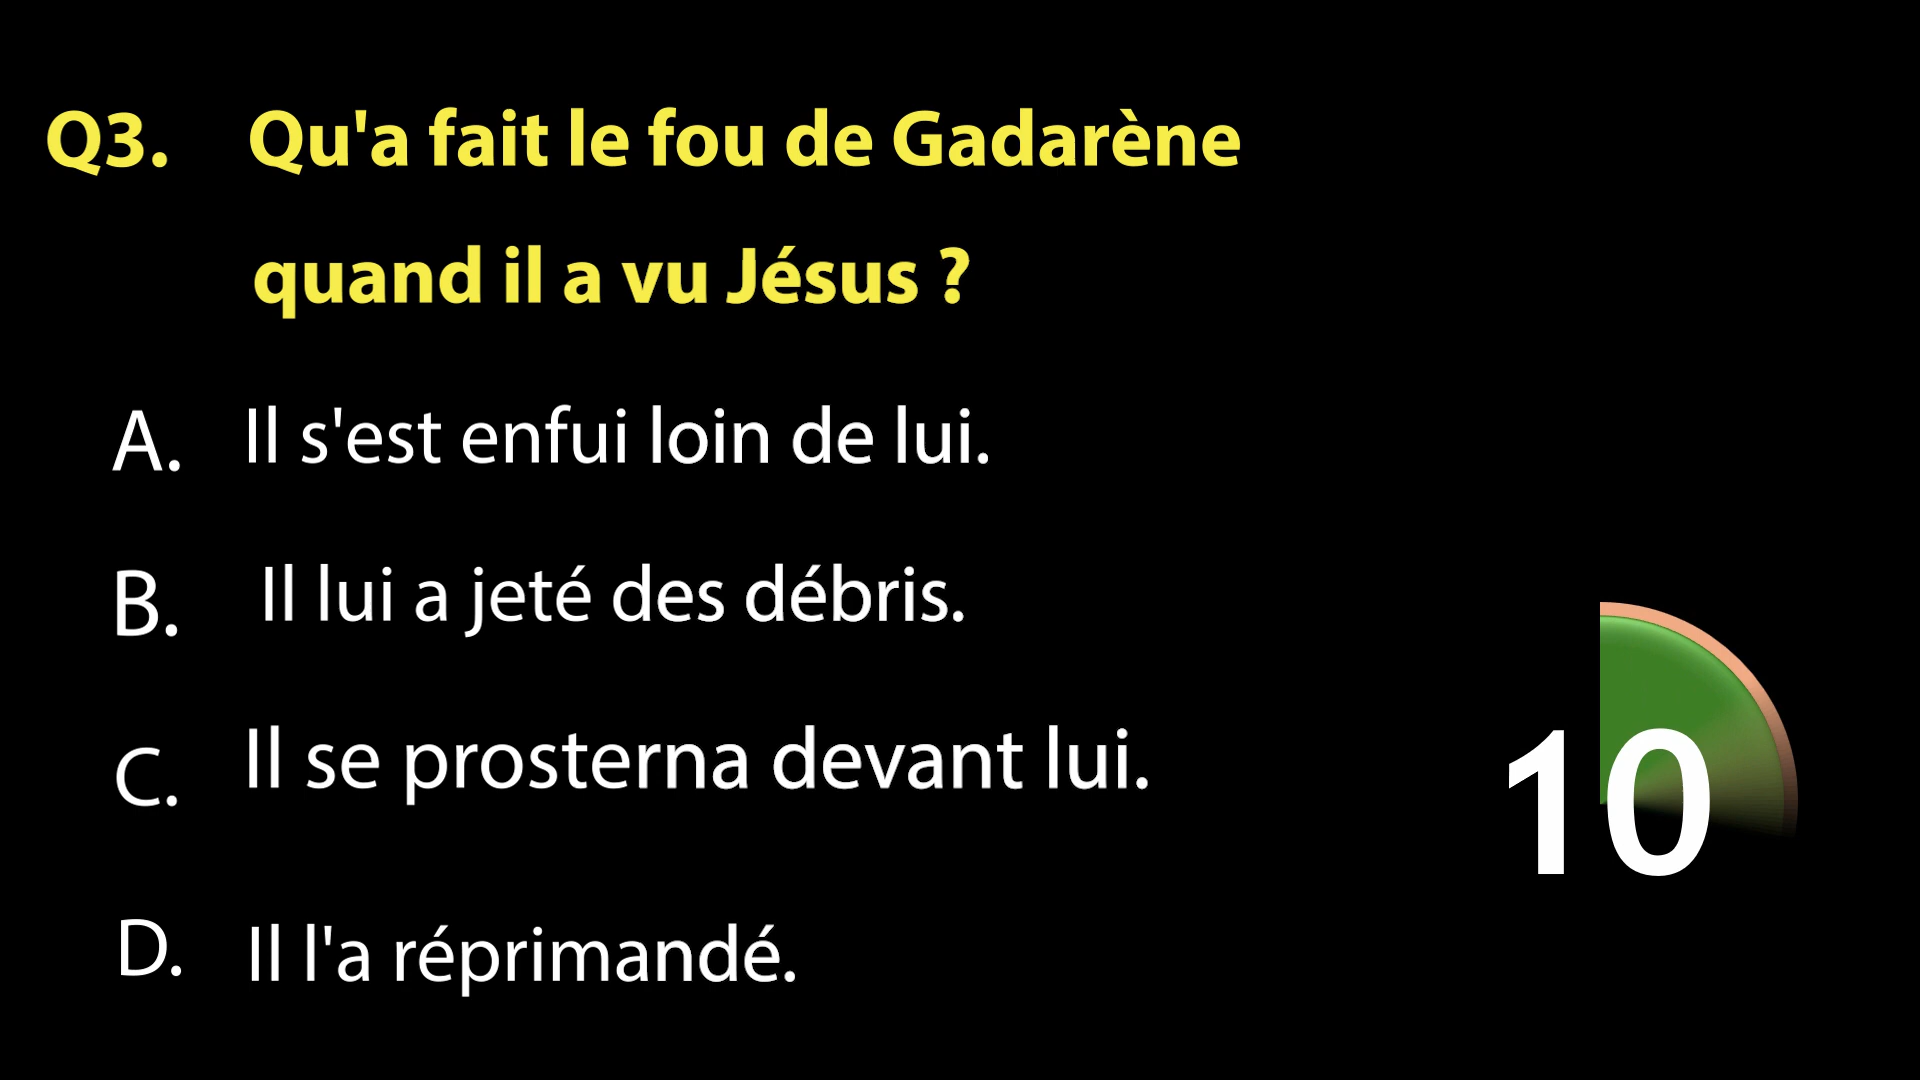 Q3. Qu'a fait le fou de Gadarène
quand il a vu Jésus ?
A. Il s'est enfui loin de lui.
B. Il lui a jeté des débris.
C. Il se prosterna devant lui.
10
D. Il l'a réprimandé.